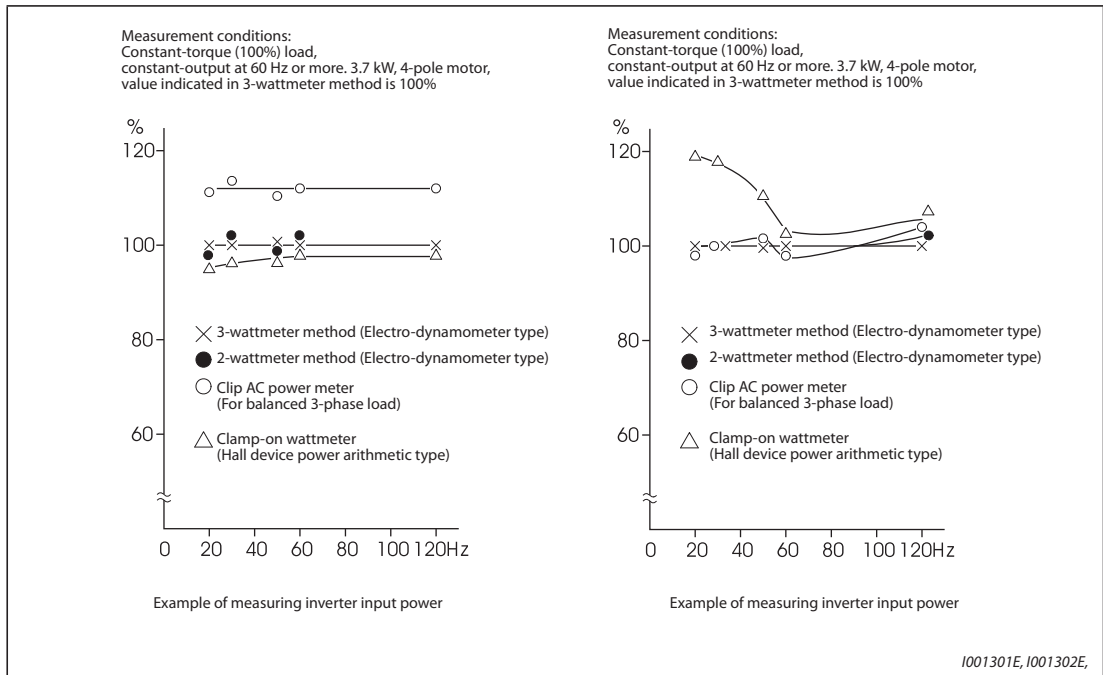 Measurement conditions:
Constant-torque (100%) load,
constant-output at 60 Hz or more. 3.7 kW, 4-pole motor,
value indicated in 3-wattmeter method is 100%
%
120
100
80
60
3-wattmeter method (Electro-dynamometer type)
2-wattmeter method (Electro-dynamometer type)
Clip AC power meter
(For balanced 3-phase load)
Clamp-on wattmeter
(Hall device power arithmetic type)
0 20 40 60 80 100 120Hz
Example of measuring inverter input power
Measurement conditions:
Constant-torque (100%) load,
constant-output at 60 Hz or more. 3.7 kW, 4-pole motor,
value indicated in 3-wattmeter method is 100%
%
120
100
80
60
3-wattmeter method (Electro-dynamometer type)
2-wattmeter method (Electro-dynamometer type)
Clip AC power meter
(For balanced 3-phase load)
Clamp-on wattmeter
(Hall device power arithmetic type)
0 20 40 60 80 100 120Hz
Example of measuring inverter input power
I001301E, I001302E,